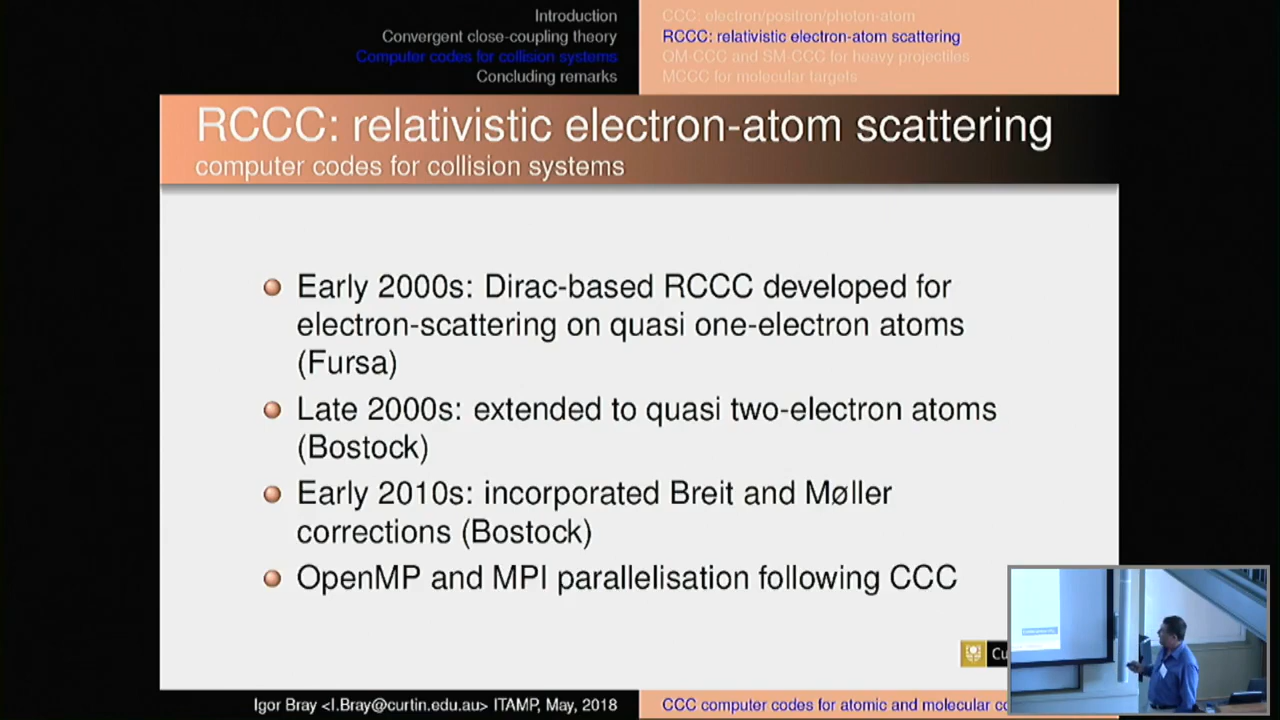 Introduction
Convergent close-coupling theory
Computer codes for collision systems
Concluding remarks
CCC: electron/positron/photon-atom
RCCC: relativistic electron-atom scattering
OM-CCC and SM-CCC for heavy projectiles
MCCC for molecular targets
RCCC: relativistic electron-atom scattering
computer codes for collision systems
Early 2000s: Dirac-based RCCC developed for
electron-scattering on quasi one-electron atoms
(Fursa)
Late 2000s: extended to quasi two-electron atoms
(Bostock)
Early 2010s: incorporated Breit and Møller
corrections (Bostock)
OpenMP and MPI parallelisation following CCC
Igor Bray <I.Bray@curtin.edu.au> ITAMP, May, 2018
CCC computer codes for atomic and molecular